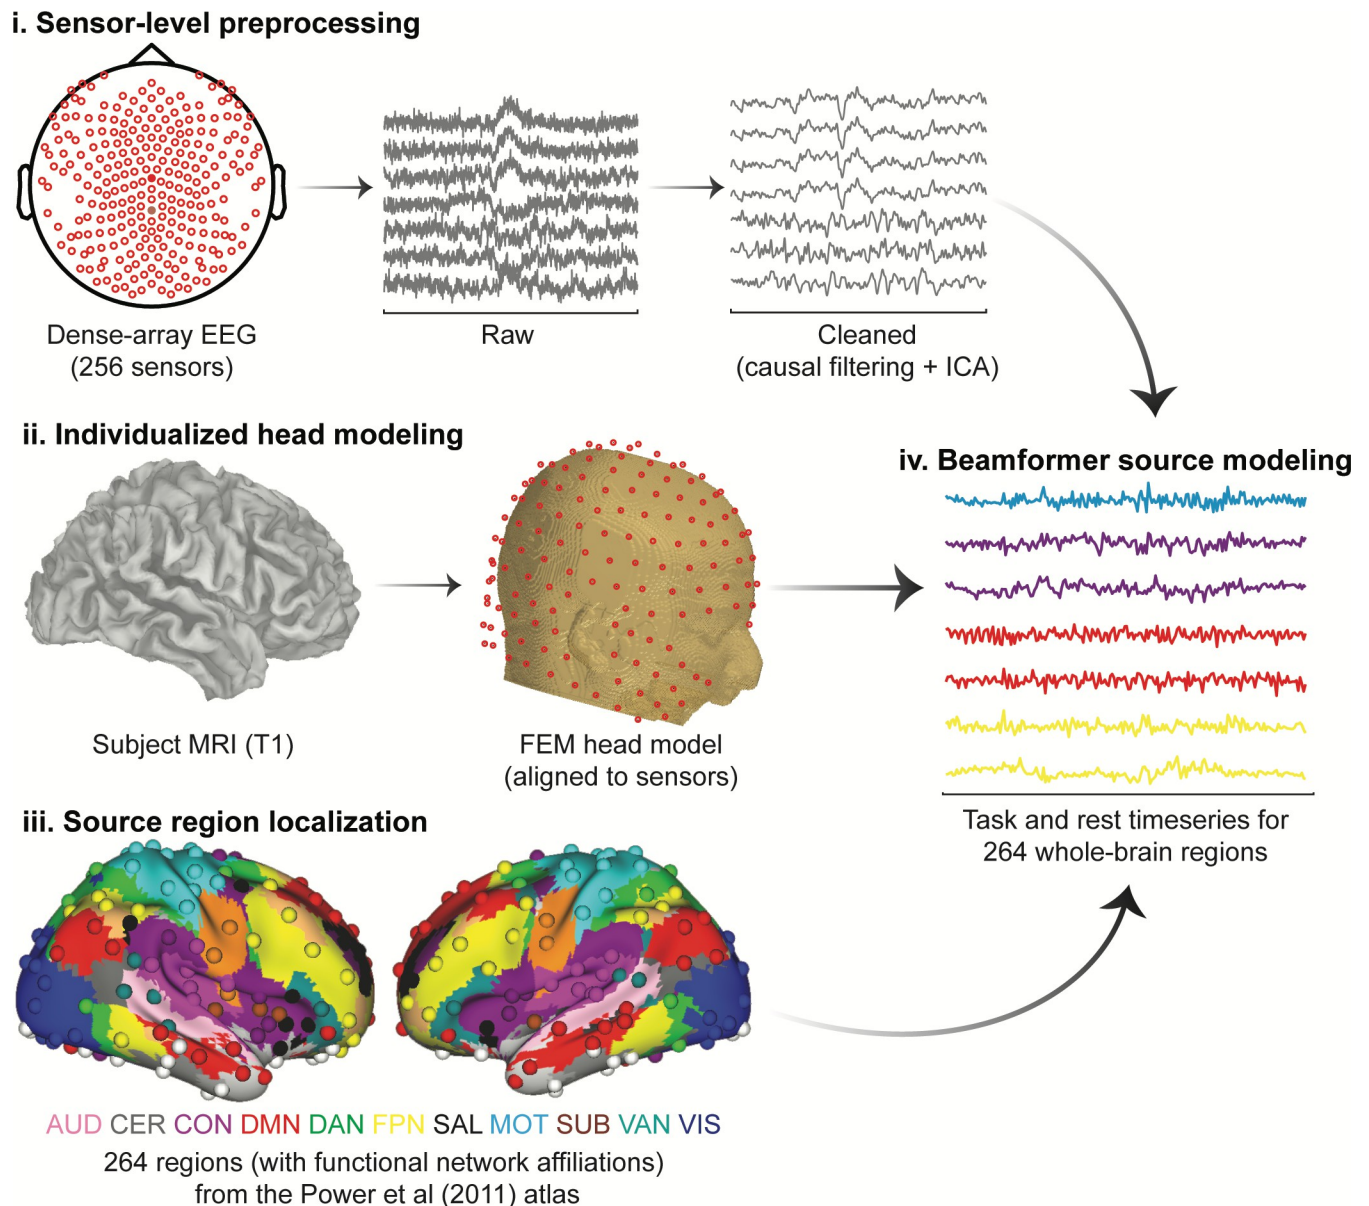 i. Sensor-level preprocessing
Dense-array EEG
(256 sensors)
Raw
Cleaned
(causal filtering + ICA)
ii. Individualized head modeling
Subject MRI (T1)
FEM head model
(aligned to sensors)
iv. Beamformer source modeling
Task and rest timeseries for
264 whole-brain regions
iii. Source region localization
AUD CER CON DMN DAN FPN SAL MOT SUB VAN VIS
264 regions (with functional network affiliations)
from the Power et al (2011) atlas